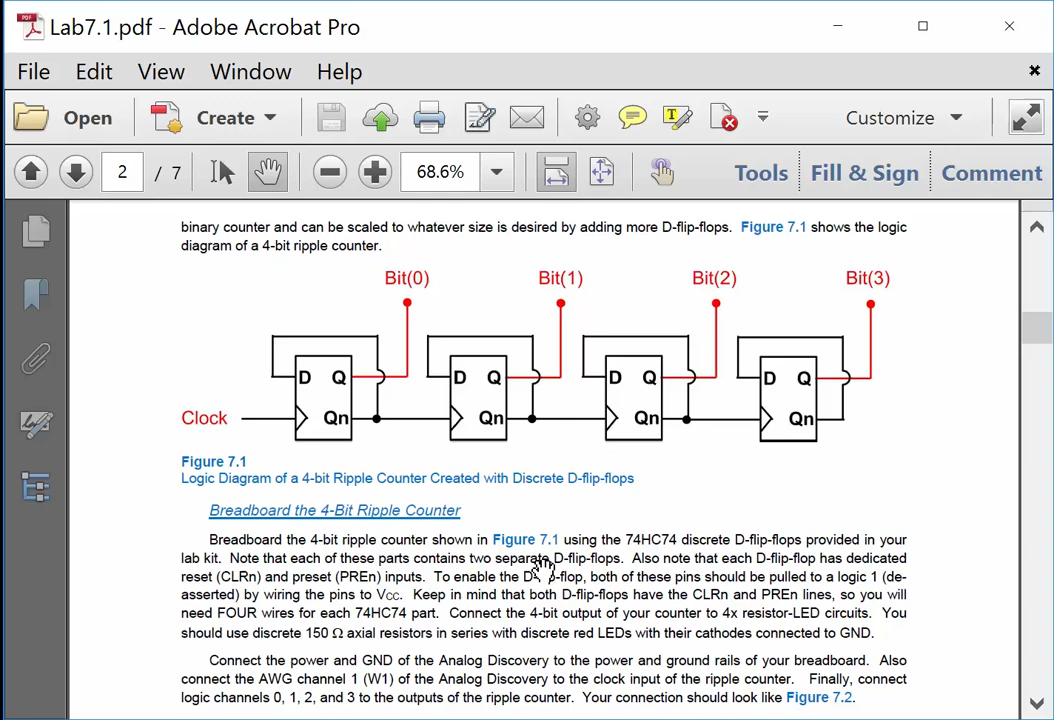 Lab7.1.pdf - Adobe Acrobat Pro
File Edit View Window Help
Open Create Customize
2 / 7 68.6% Tools Fill & Sign Comment
binary counter and can be scaled to whatever size is desired by adding more D-flip-flops. Figure 7.1 shows the logic
diagram of a 4-bit ripple counter.
Bit(0) Bit(1) Bit(2) Bit(3)
D Q D Q D Q D Q
Clock Qn Qn Qn Qn
Figure 7.1
Logic Diagram of a 4-bit Ripple Counter Created with Discrete D-flip-flops
Breadboard the 4-Bit Ripple Counter
Breadboard the 4-bit ripple counter shown in Figure 7.1 using the 74HC74 discrete D-flip-flops provided in your
lab kit. Note that each of these parts contains two separate D-flip-flops. Also note that each D-flip-flop has dedicated
reset (CLRn) and preset (PREn) inputs. To enable the D-flip-flop, both of these pins should be pulled to a logic 1 (de-
asserted) by wiring the pins to VCC. Keep in mind that both D-flip-flops have the CLRn and PREn lines, so you will
need FOUR wires for each 74HC74 part. Connect the 4-bit output of your counter to 4x resistor-LED circuits. You
should use discrete 150 Ω axial resistors in series with discrete red LEDs with their cathodes connected to GND.
Connect the power and GND of the Analog Discovery to the power and ground rails of your breadboard. Also
connect the AWG channel 1 (W1) of the Analog Discovery to the clock input of the ripple counter. Finally, connect
logic channels 0, 1, 2, and 3 to the outputs of the ripple counter. Your connection should look like Figure 7.2.